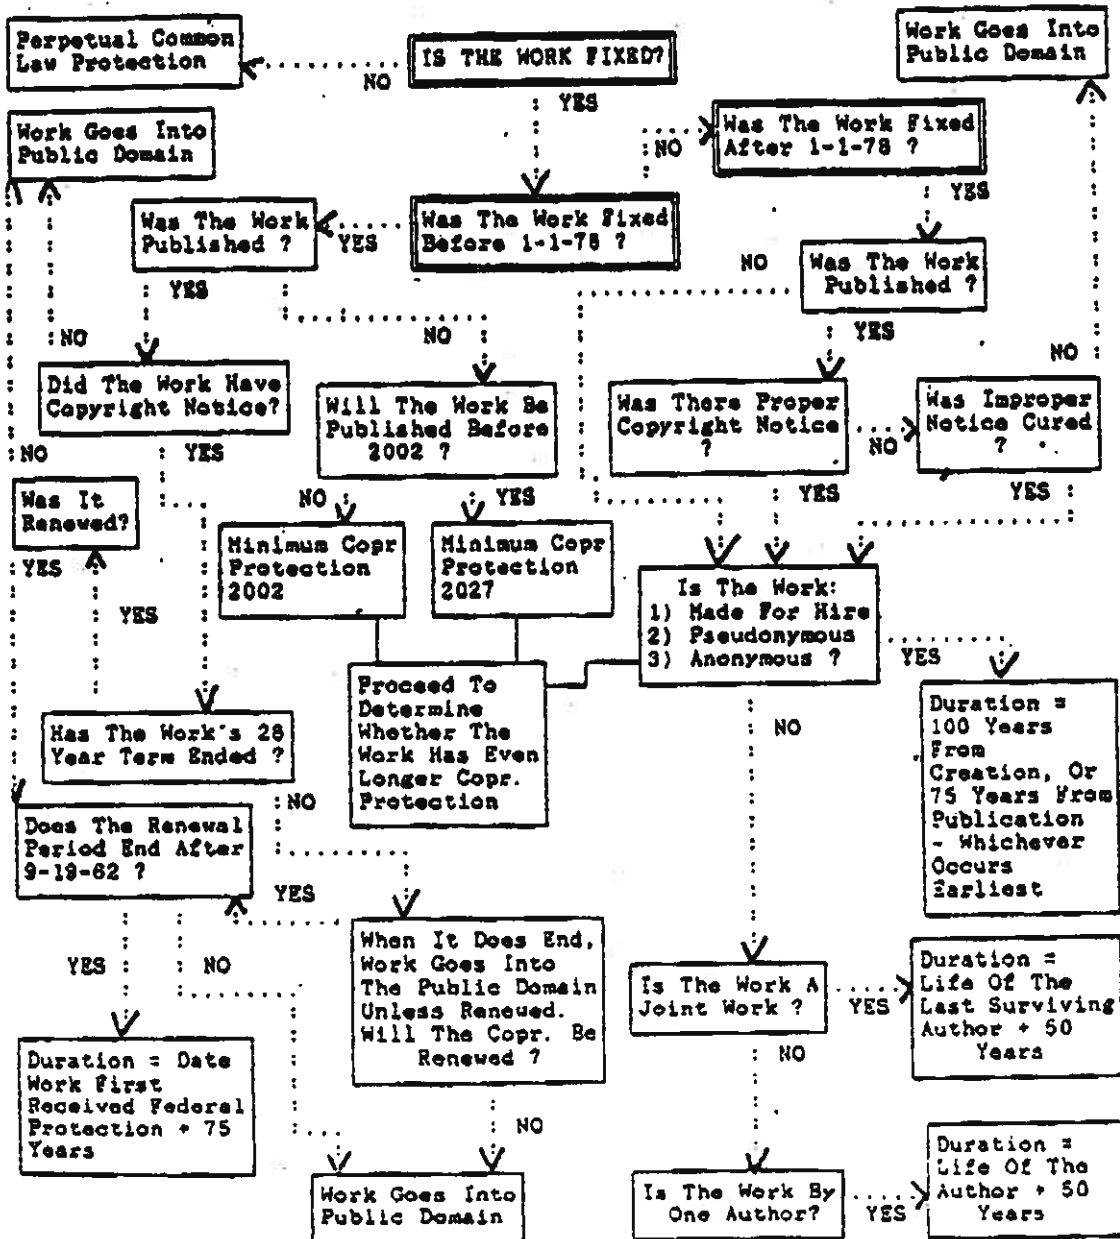 Perpetual Common
Law Protection
NO
IS THE WORK FIXED?
Work Goes Into
Public Domain
YES
Work Goes Into
Public Domain
NO
Was The Work Fixed
After 1-1-78 ?
YES
Was The Work
Published ?
YES
Was The Work Fixed
Before 1-1-78 ?
NO
Was The Work
Published ?
YES
NO
YES
NO
NO
Did The Work Have
Copyright Notice?
Will The Work Be
Published Before
2002 ?
Was There Proper
Copyright Notice
?
NO
Was Improper
Notice Cured
?
NO
YES
Was It
Renewed?
NO
YES
YES
YES
YES
Minimum Copr
Protection
2002
Minimum Copr
Protection
2027
Is The Work:
1) Made For Hire
2) Pseudonymous
3) Anonymous ?
YES
YES
Proceed To
Determine
Whether The
Work Has Even
Longer Copr.
Protection
NO
Duration =
100 Years
From
Creation, Or
75 Years From
Publication
- Whichever
Occurs
Earliest
Has The Work's 28
Year Term Ended ?
NO
Does The Renewal
Period End After
9-19-62 ?
YES
YES
NO
When It Does End,
Work Goes Into
The Public Domain
Unless Renewed.
Will The Copr. Be
Renewed ?
Is The Work A
Joint Work ?
YES
Duration =
Life Of The
Last Surviving
Author + 50
Years
NO
Duration = Date
Work First
Received Federal
Protection + 75
Years
NO
Work Goes Into
Public Domain
Is The Work By
One Author?
YES
Duration =
Life Of The
Author + 50
Years